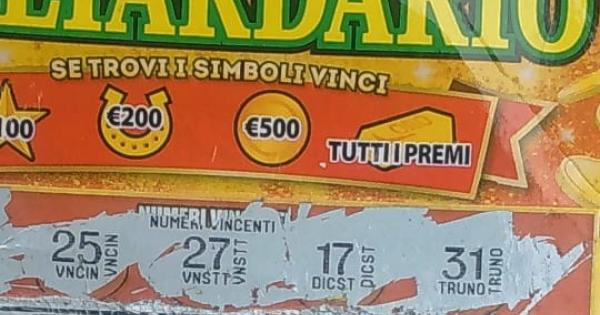 SE TROVI I SIMBOLI VINCI
100 €200 €500 TUTTI I PREMI
NUMERI VINCENTI
25 27 17 31
VNCIN VNSTT DICST TRUNO
VNCIN VNSTT DICST TRUNO